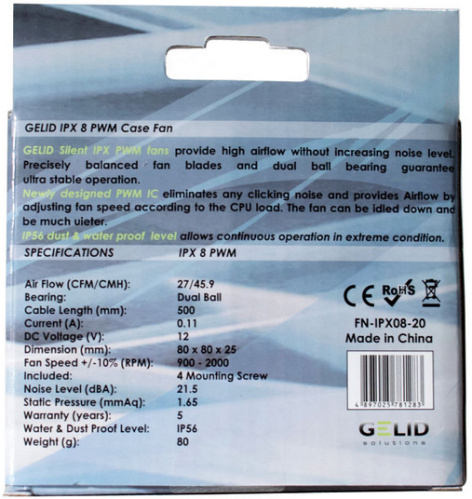 GELID IPX 8 PWM Case Fan
GELID Silent IPX PWM fans provide high airflow without increasing noise level.
Precisely balanced fan blades and dual ball bearing guarantee
ultra stable operation.
Newly designed PWM IC eliminates any clicking noise and provides Airflow by
adjusting fan speed according to the CPU load. The fan can be idled down and
be much uieter.
IP56 dust & water proof level allows continuous operation in extreme condition.
SPECIFICATIONS IPX 8 PWM
Air Flow (CFM/CMH): 27/45.9
Bearing: Dual Ball
Cable Length (mm): 500
Current (A): 0.11
DC Voltage (V): 12
Dimension (mm): 80 x 80 x 25
Fan Speed +/-10% (RPM): 900 - 2000
Included: 4 Mounting Screw
Noise Level (dBA): 21.5
Static Pressure (mmAq): 1.65
Warranty (years): 5
Water & Dust Proof Level: IP56
Weight (g): 80
CE RoHS
FN-IPX08-20
Made in China
4 897025 781283
GELID
solutions